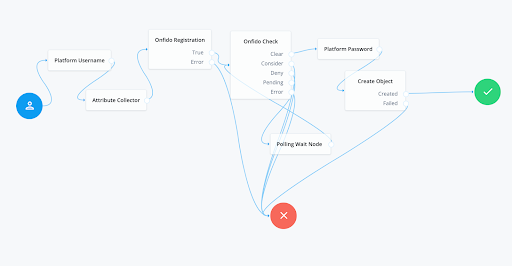 Platform Username
Attribute Collector
Onfido Registration
True
Error
Onfido Check
Clear
Consider
Deny
Pending
Error
Polling Wait Node
Platform Password
Create Object
Created
Failed